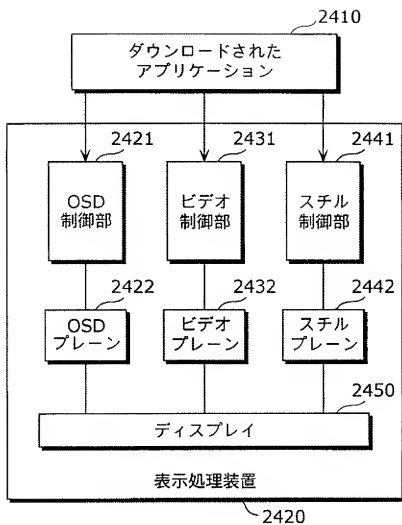 2410
ダウンロードされた
アプリケーション
2421
2431
2441
OSD
制御部
ビデオ
制御部
スチル
制御部
2422
2432
2442
OSD
プレーン
ビデオ
プレーン
スチル
プレーン
2450
ディスプレイ
表示処理装置
2420